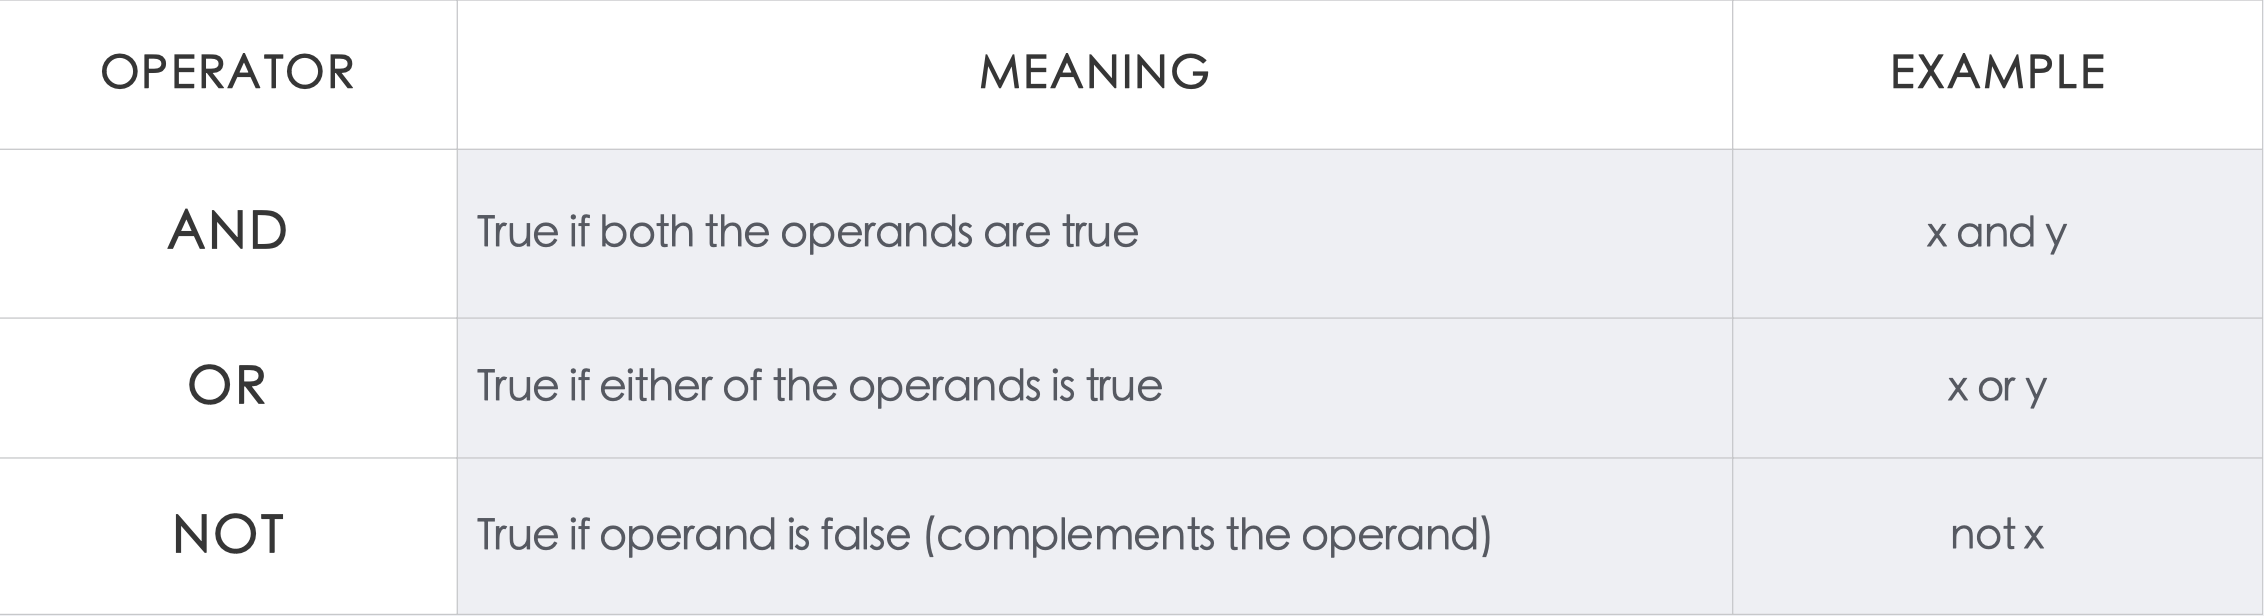 OPERATOR MEANING EXAMPLE
AND True if both the operands are true x and y
OR True if either of the operands is true x or y
NOT True if operand is false (complements the operand) not x